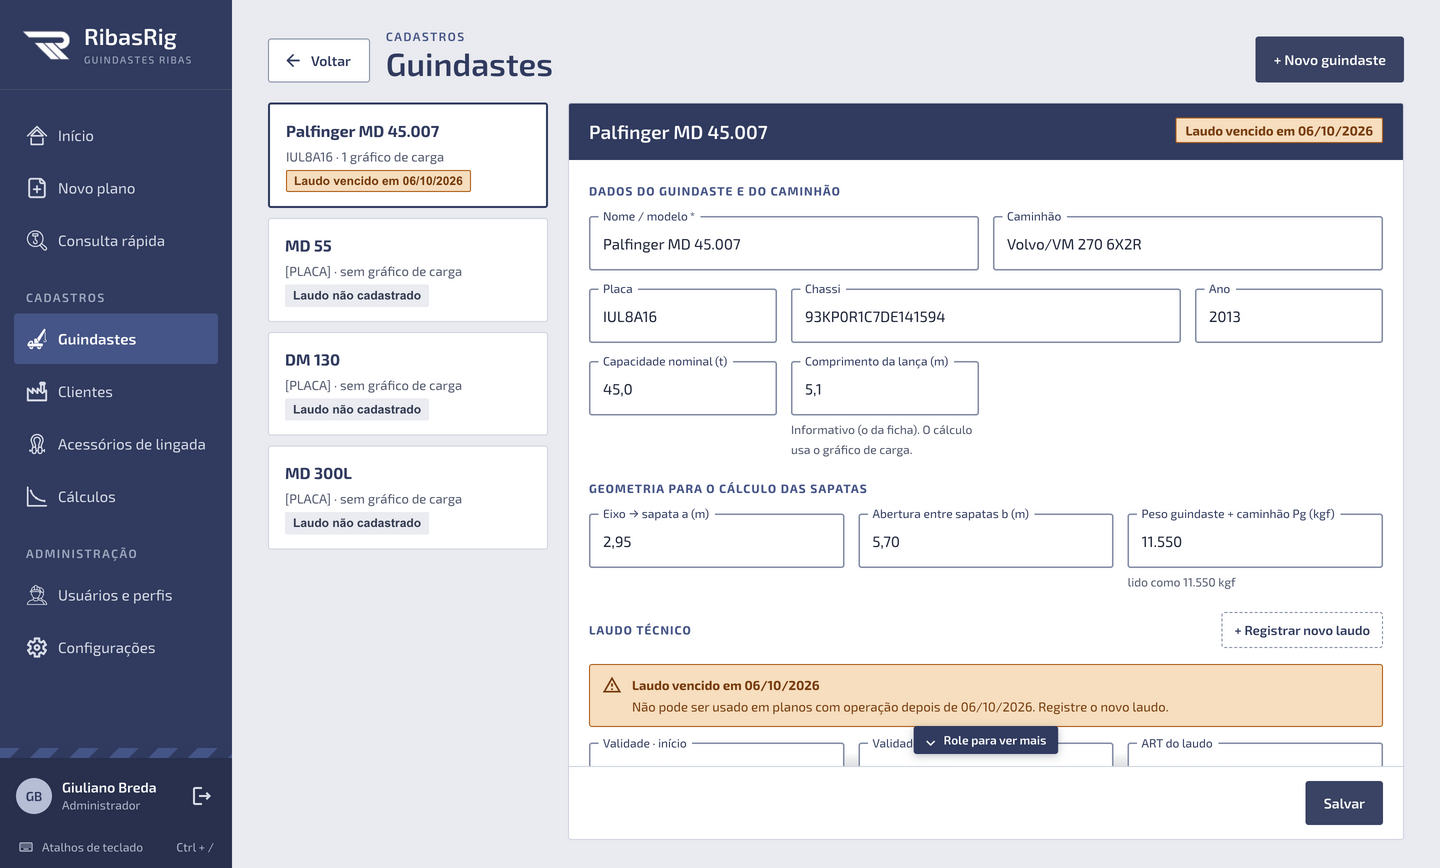 RibasRig
GUINDASTES RIBAS
Início
Novo plano
Consulta rápida
CADASTROS
Guindastes
Clientes
Acessórios de lingada
Cálculos
ADMINISTRAÇÃO
Usuários e perfis
Configurações
GB
Giuliano Breda
Administrador
Atalhos de teclado
Ctrl + /
Voltar
CADASTROS
Guindastes
+ Novo guindaste
Palfinger MD 45.007
IUL8A16 · 1 gráfico de carga
Laudo vencido em 06/10/2026
MD 55
[PLACA] · sem gráfico de carga
Laudo não cadastrado
DM 130
[PLACA] · sem gráfico de carga
Laudo não cadastrado
MD 300L
[PLACA] · sem gráfico de carga
Laudo não cadastrado
Palfinger MD 45.007
Laudo vencido em 06/10/2026
DADOS DO GUINDASTE E DO CAMINHÃO
Nome / modelo *
Palfinger MD 45.007
Caminhão
Volvo/VM 270 6X2R
Placa
IUL8A16
Chassi
93KP0R1C7DE141594
Ano
2013
Capacidade nominal (t)
45,0
Comprimento da lança (m)
5,1
Informativo (o da ficha). O cálculo
usa o gráfico de carga.
GEOMETRIA PARA O CÁLCULO DAS SAPATAS
Eixo → sapata a (m)
2,95
Abertura entre sapatas b (m)
5,70
Peso guindaste + caminhão Pg (kgf)
11.550
lido como 11.550 kgf
LAUDO TÉCNICO
+ Registrar novo laudo
Laudo vencido em 06/10/2026
Não pode ser usado em planos com operação depois de 06/10/2026. Registre o novo laudo.
Validade · início
Validad
ART do laudo
Role para ver mais
Salvar